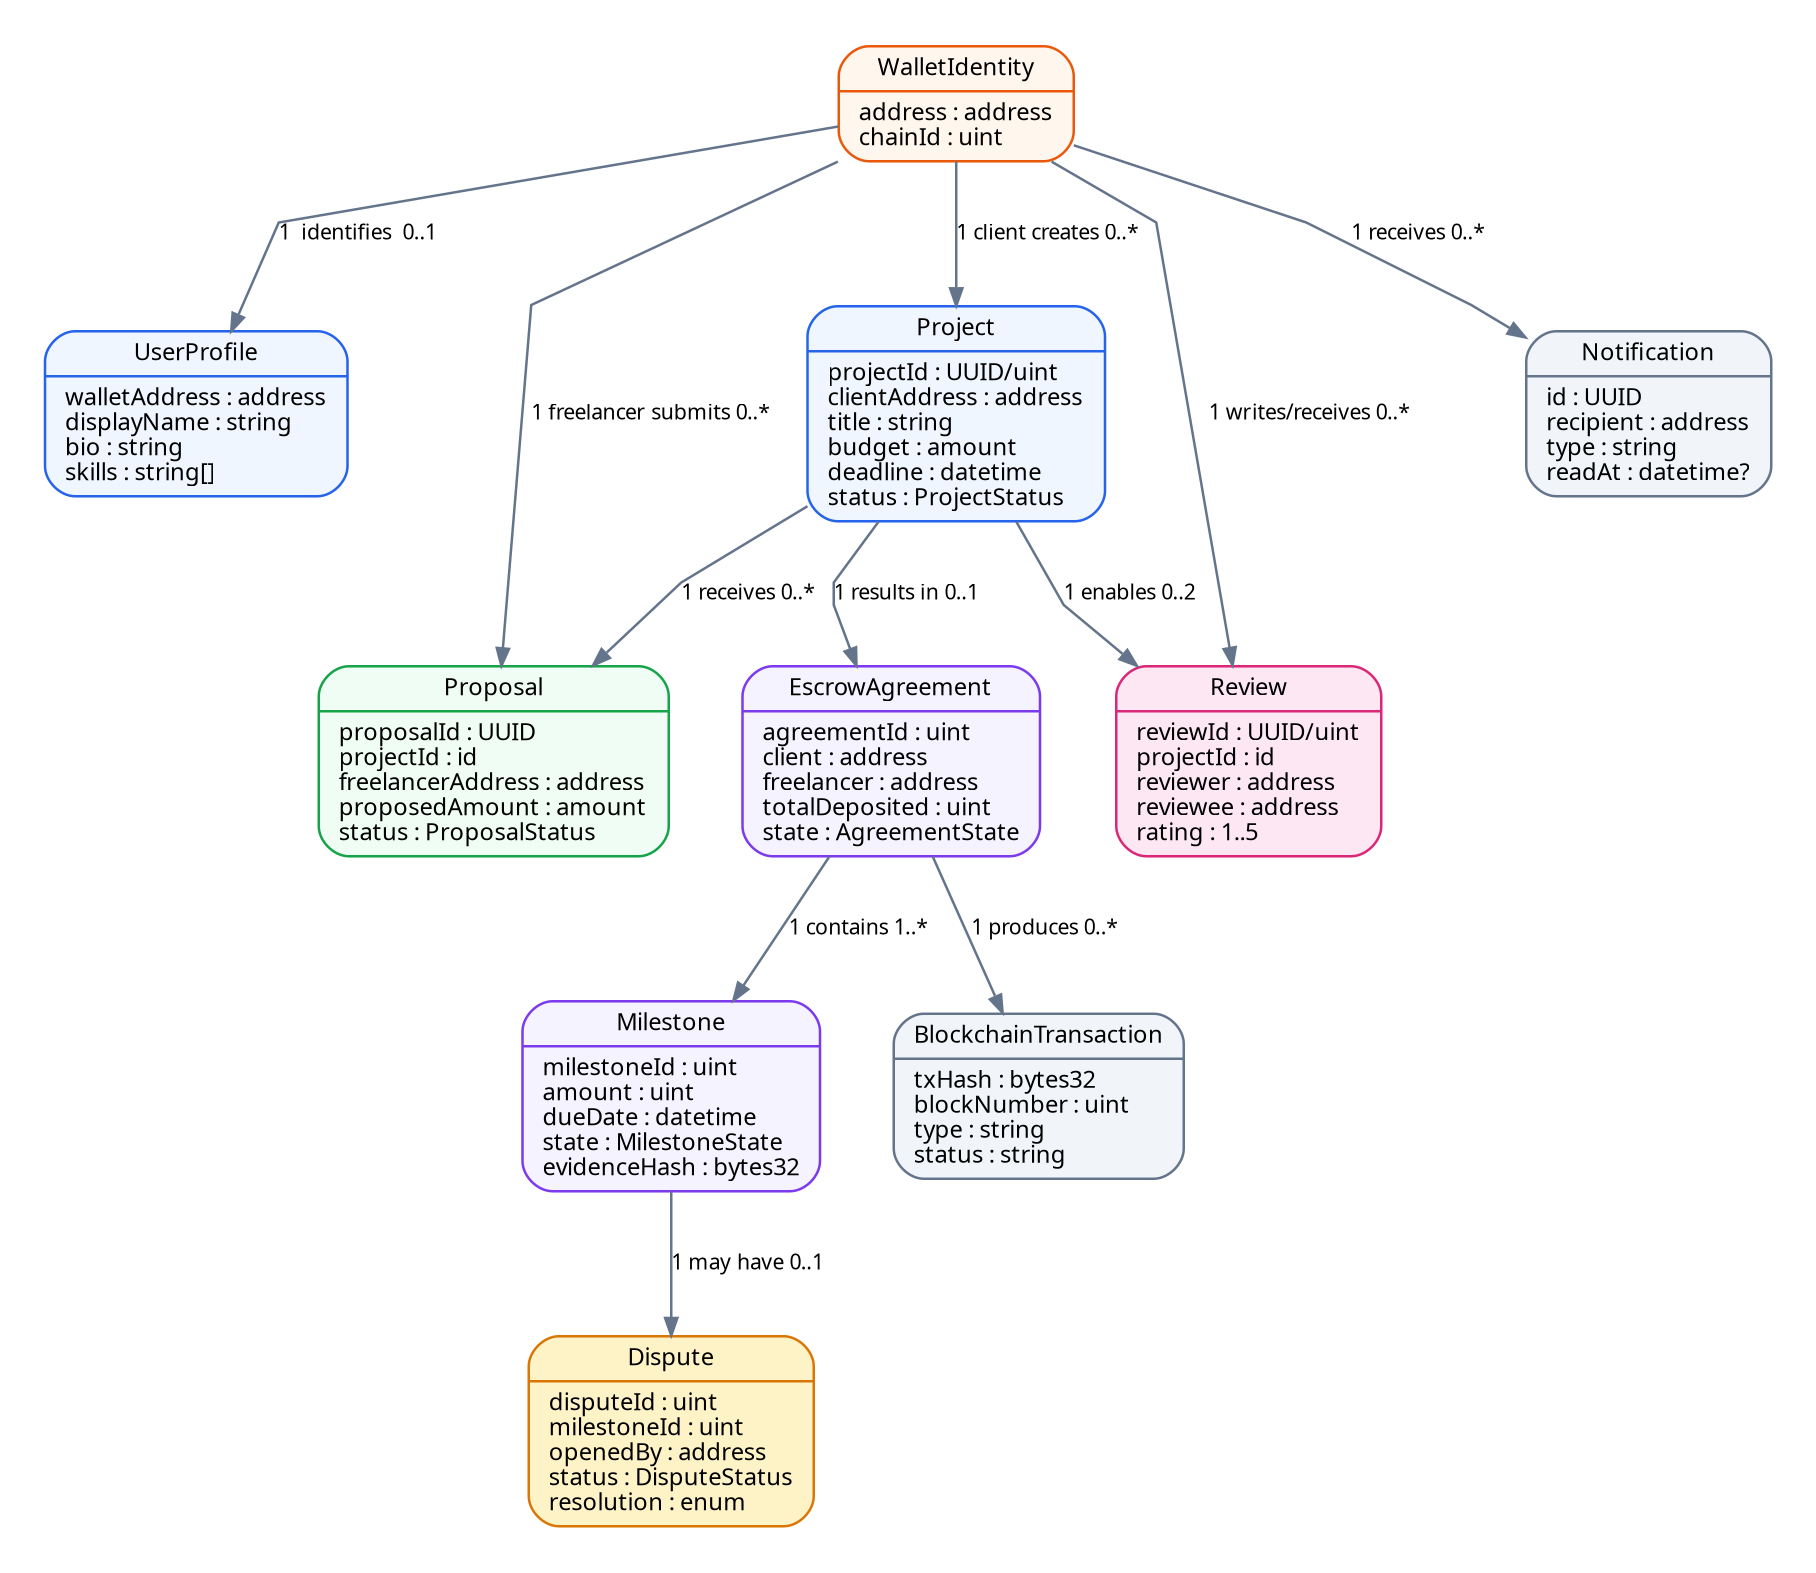 WalletIdentity
address : address
chainId : uint
1  identifies  0..1
1 client creates 0..*
1 receives 0..*
UserProfile
walletAddress : address
displayName : string
bio : string
skills : string[]
1 freelancer submits 0..*
Project
projectId : UUID/uint
clientAddress : address
title : string
budget : amount
deadline : datetime
status : ProjectStatus
1 writes/receives 0..*
Notification
id : UUID
recipient : address
type : string
readAt : datetime?
1 receives 0..*
1 results in 0..1
1 enables 0..2
Proposal
proposalId : UUID
projectId : id
freelancerAddress : address
proposedAmount : amount
status : ProposalStatus
EscrowAgreement
agreementId : uint
client : address
freelancer : address
totalDeposited : uint
state : AgreementState
Review
reviewId : UUID/uint
projectId : id
reviewer : address
reviewee : address
rating : 1..5
1 contains 1..*
1 produces 0..*
Milestone
milestoneId : uint
amount : uint
dueDate : datetime
state : MilestoneState
evidenceHash : bytes32
BlockchainTransaction
txHash : bytes32
blockNumber : uint
type : string
status : string
1 may have 0..1
Dispute
disputeId : uint
milestoneId : uint
openedBy : address
status : DisputeStatus
resolution : enum